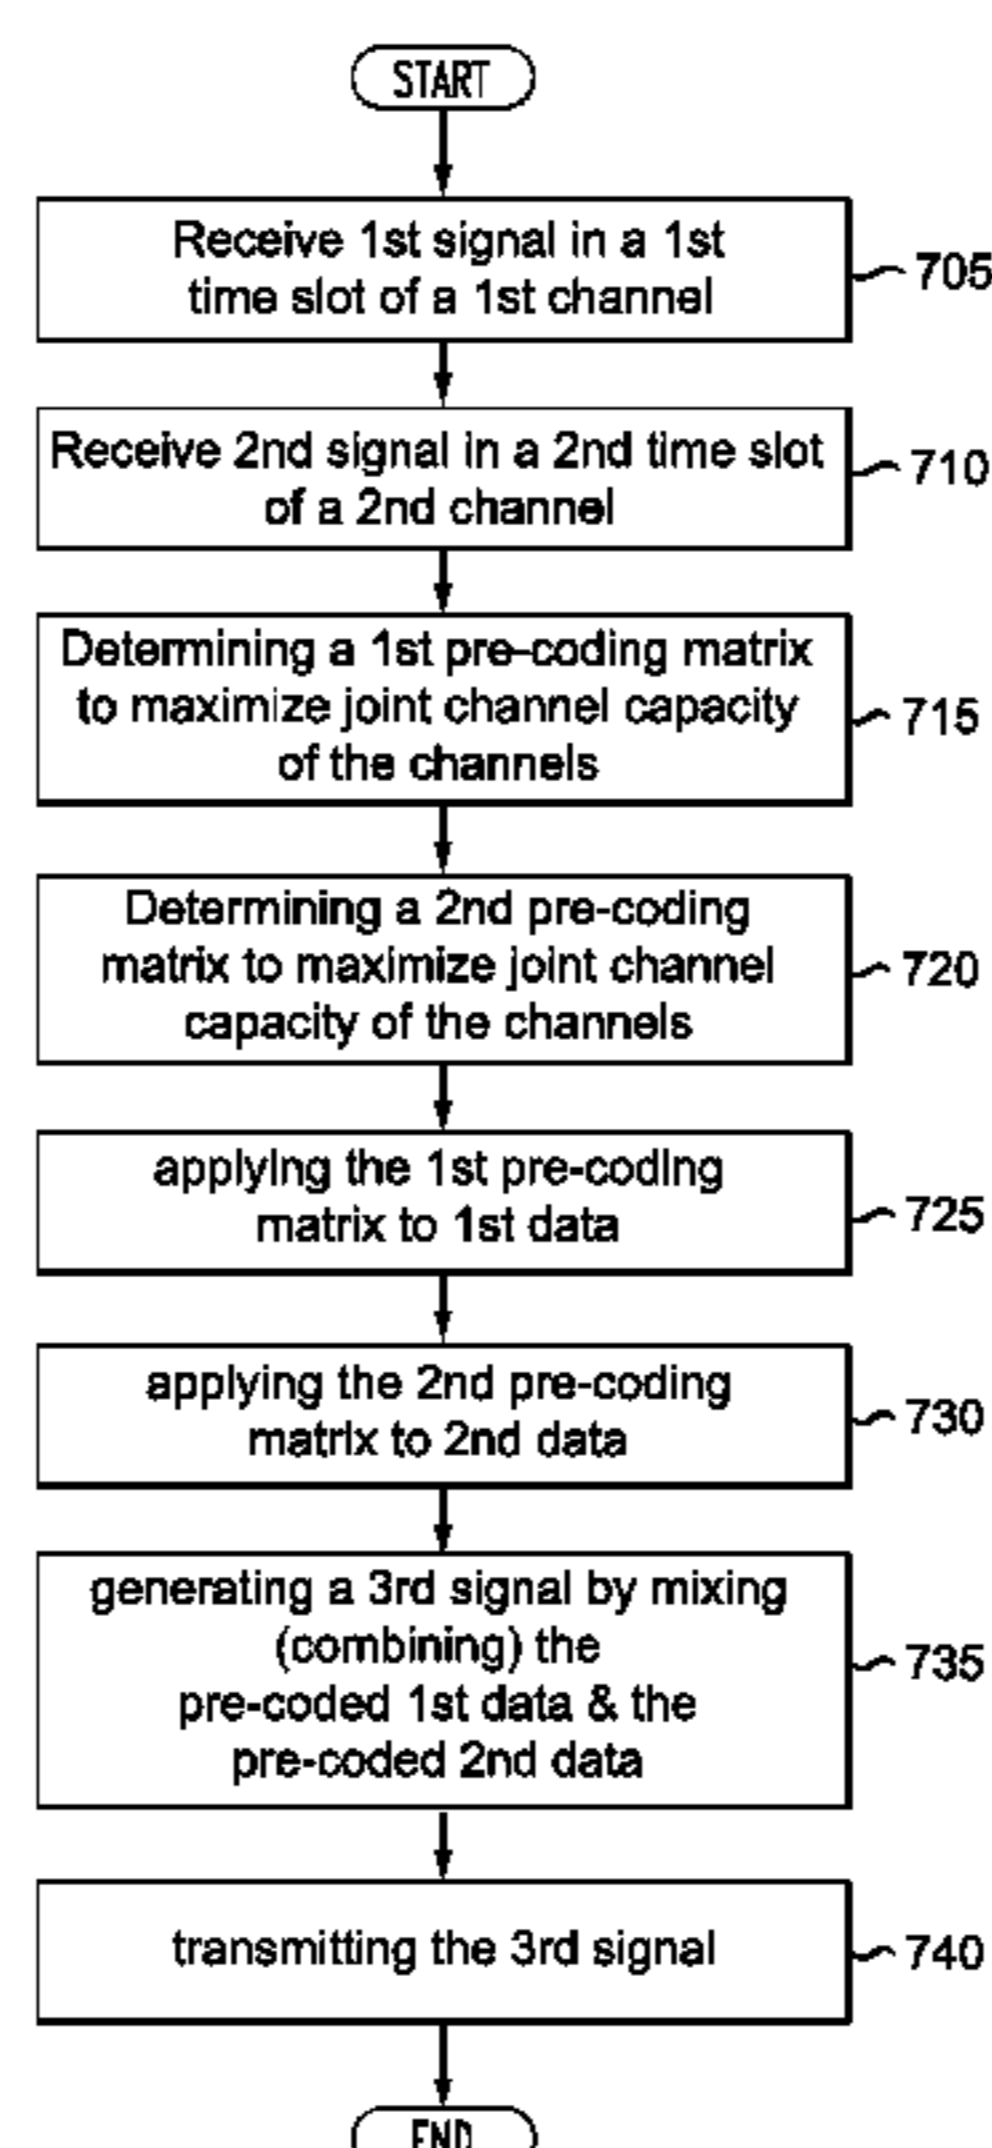 START
Receive 1st signal in a 1st
time slot of a 1st channel
705
Receive 2nd signal in a 2nd time slot
of a 2nd channel
710
Determining a 1st pre-coding matrix
to maximize joint channel capacity
of the channels
715
Determining a 2nd pre-coding
matrix to maximize joint channel
capacity of the channels
720
applying the 1st pre-coding
matrix to 1st data
725
applying the 2nd pre-coding
matrix to 2nd data
730
generating a 3rd signal by mixing
(combining) the
pre-coded 1st data & the
pre-coded 2nd data
735
transmitting the 3rd signal
740
END